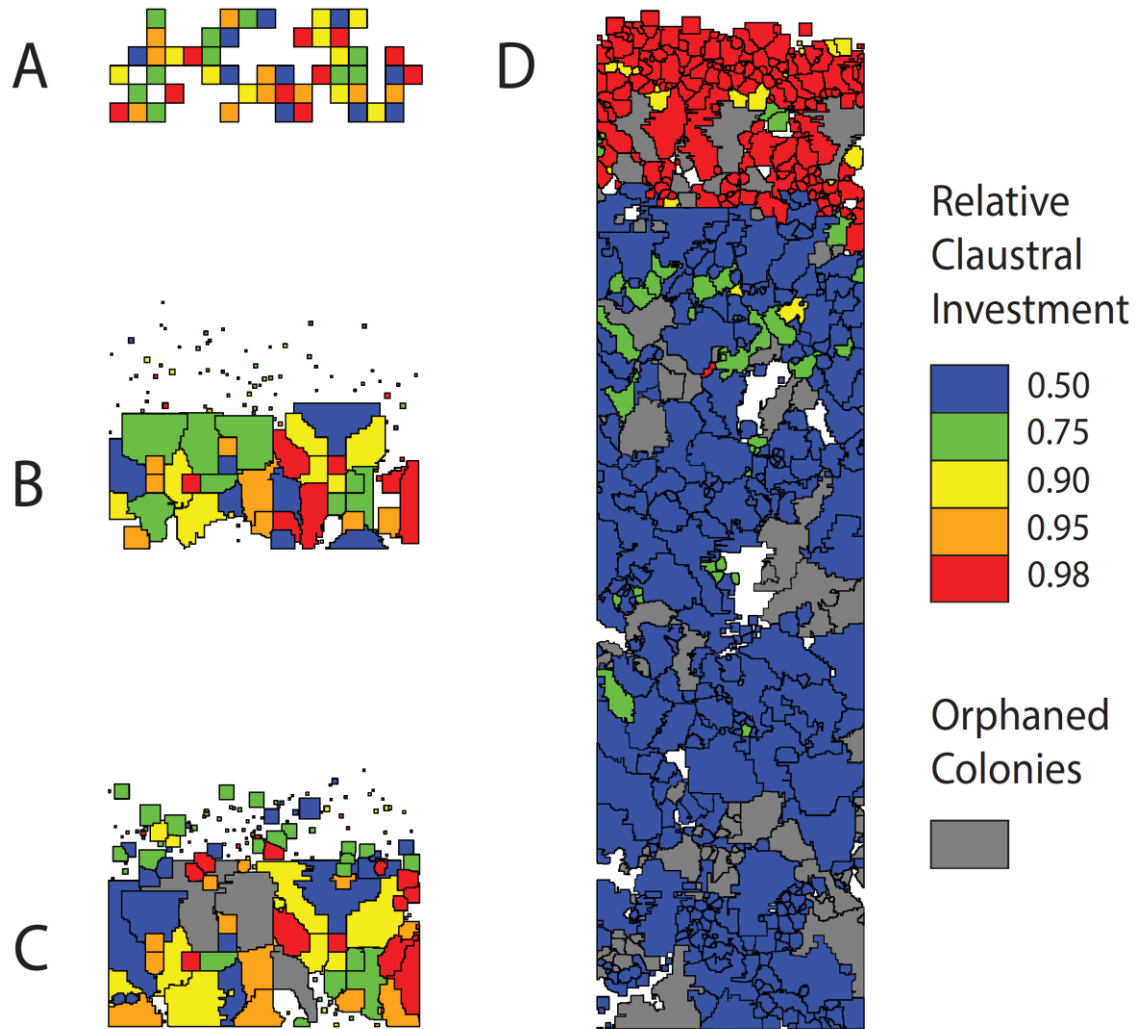 A
B
C
D
Relative
Claustral
Investment
0.50
0.75
0.90
0.95
0.98
Orphaned
Colonies